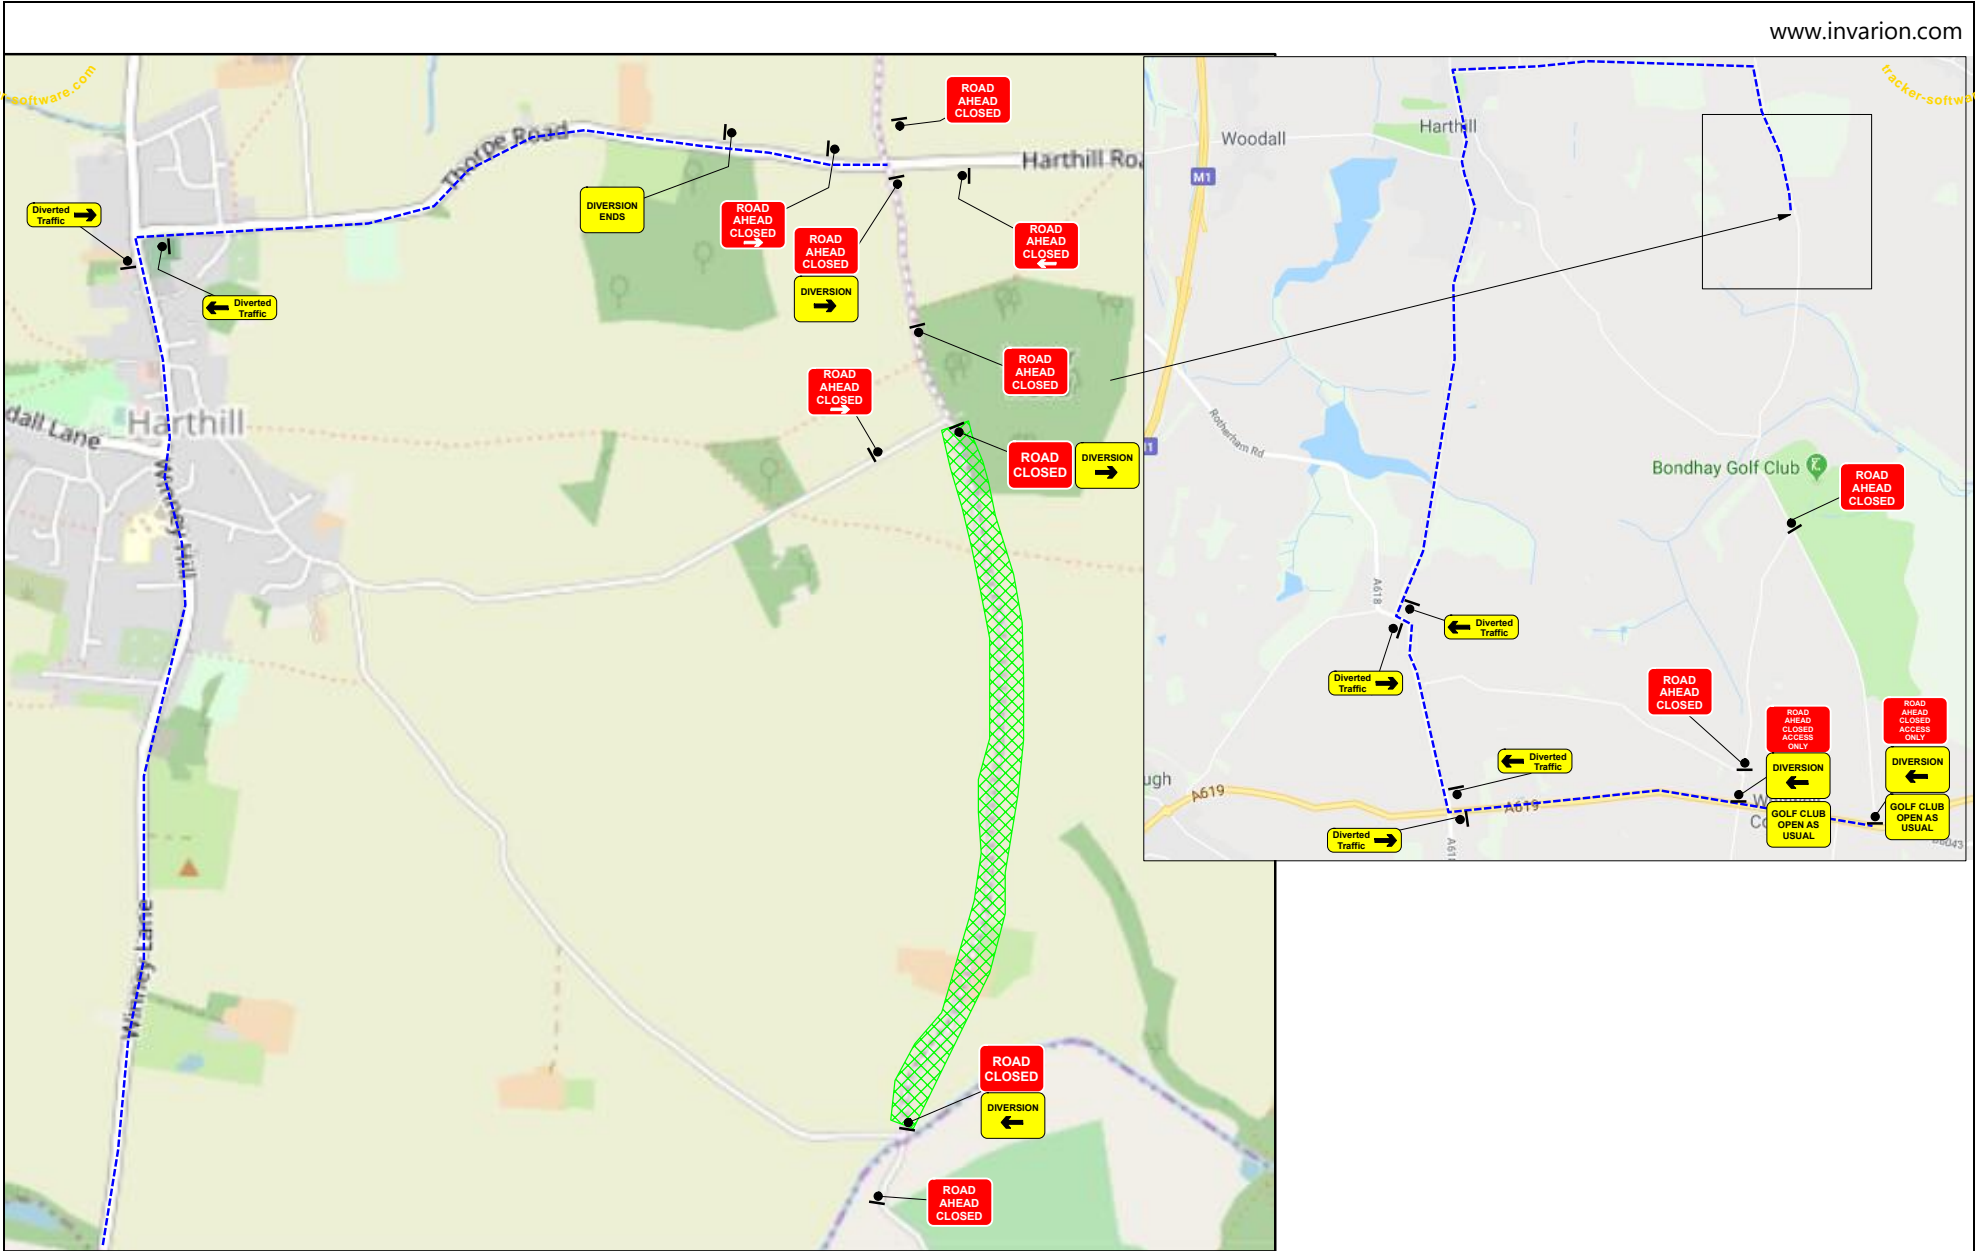 www.invarion.com
-software.com
tracker-softwa
ROAD
AHEAD
CLOSED
Thorpe Road
Harthill Roa
DIVERSION
ENDS
ROAD
AHEAD
CLOSED
ROAD
AHEAD
CLOSED
DIVERSION
ROAD
AHEAD
CLOSED
Diverted
Traffic
Diverted
Traffic
ROAD
AHEAD
CLOSED
ROAD
AHEAD
CLOSED
dall Lane
Harthill
ROAD
CLOSED
DIVERSION
Winney Hill
Winney Lane
ROAD
CLOSED
DIVERSION
ROAD
AHEAD
CLOSED
Woodall
Harthill
M1
Rotherham Rd
Bondhay Golf Club
ROAD
AHEAD
CLOSED
A618
Diverted
Traffic
Diverted
Traffic
ROAD
AHEAD
CLOSED
ROAD
AHEAD
CLOSED
ACCESS
ONLY
DIVERSION
GOLF CLUB
OPEN AS
USUAL
ROAD
AHEAD
CLOSED
ACCESS
ONLY
DIVERSION
GOLF CLUB
OPEN AS
USUAL
Diverted
Traffic
ugh
A619
A619
Diverted
Traffic